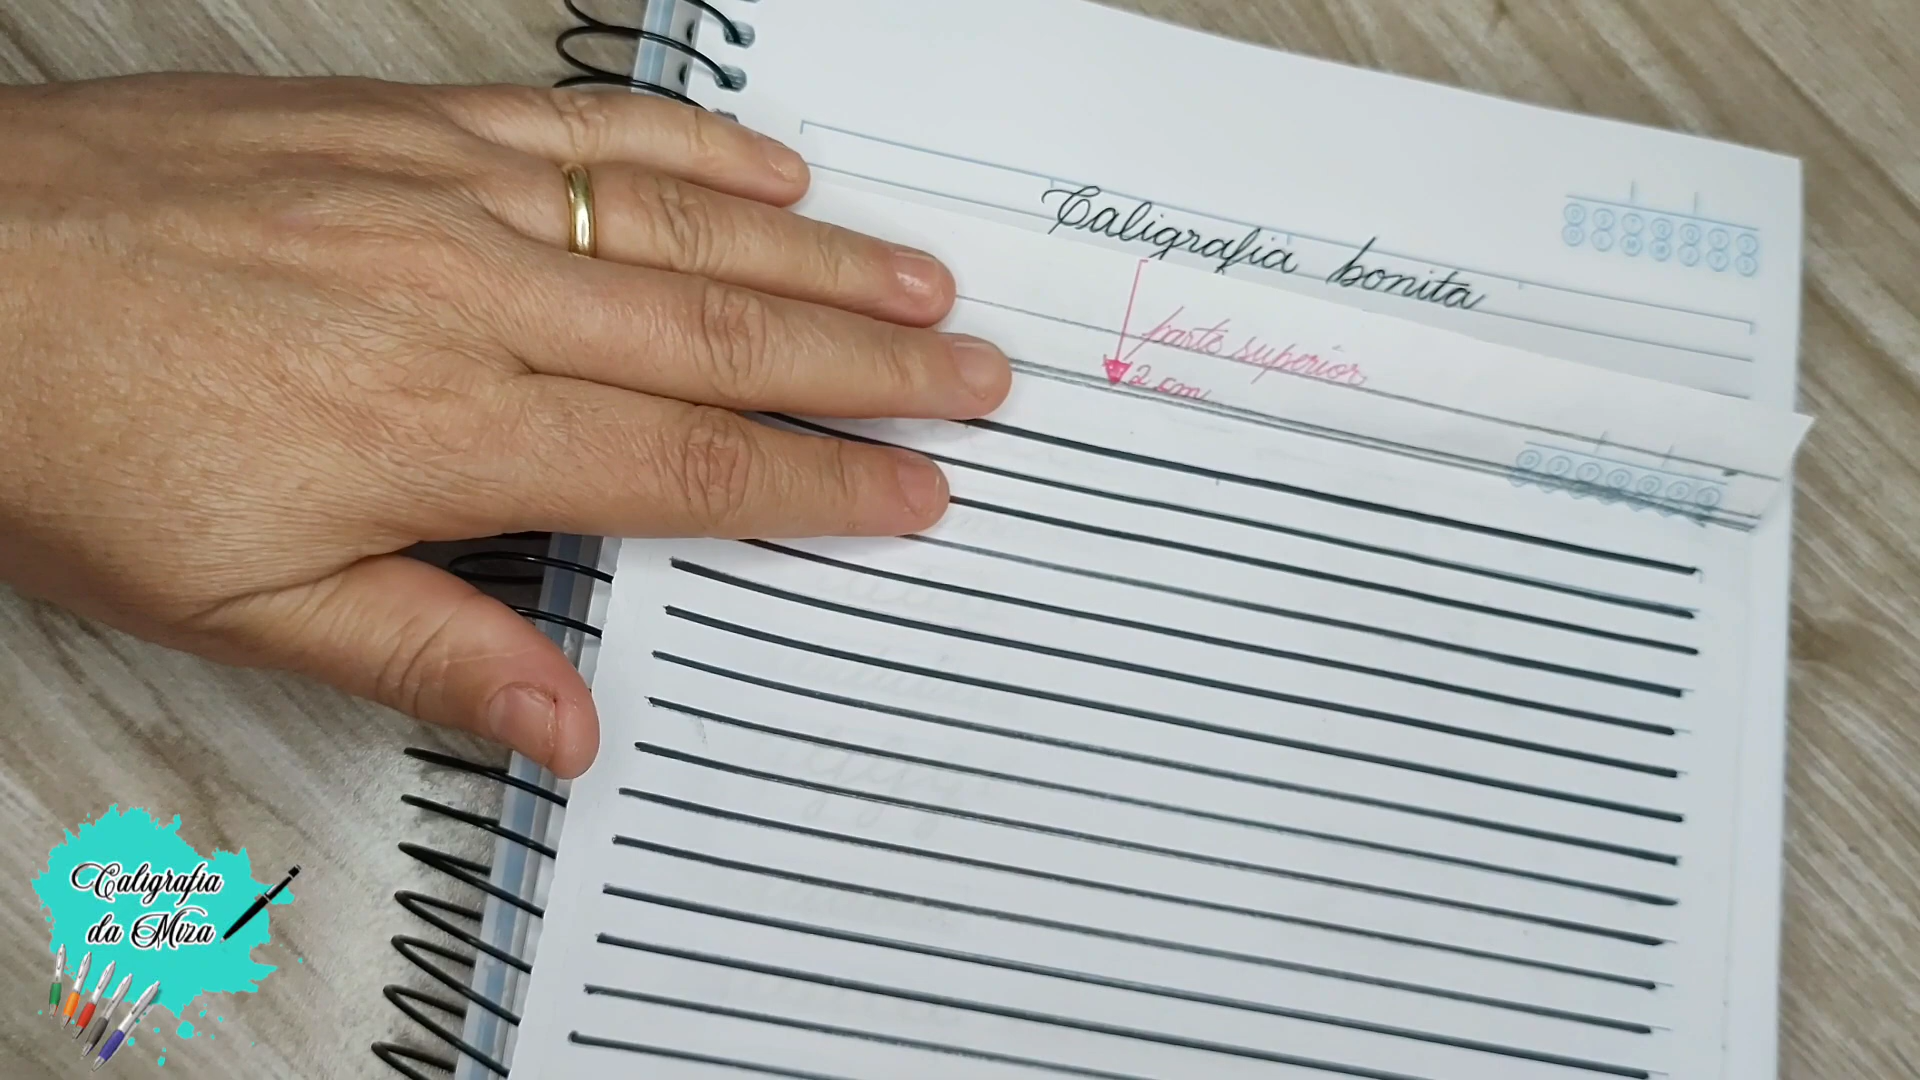 Caligrafia bonita
parte superior
2 cm
Caligrafia
da Miza